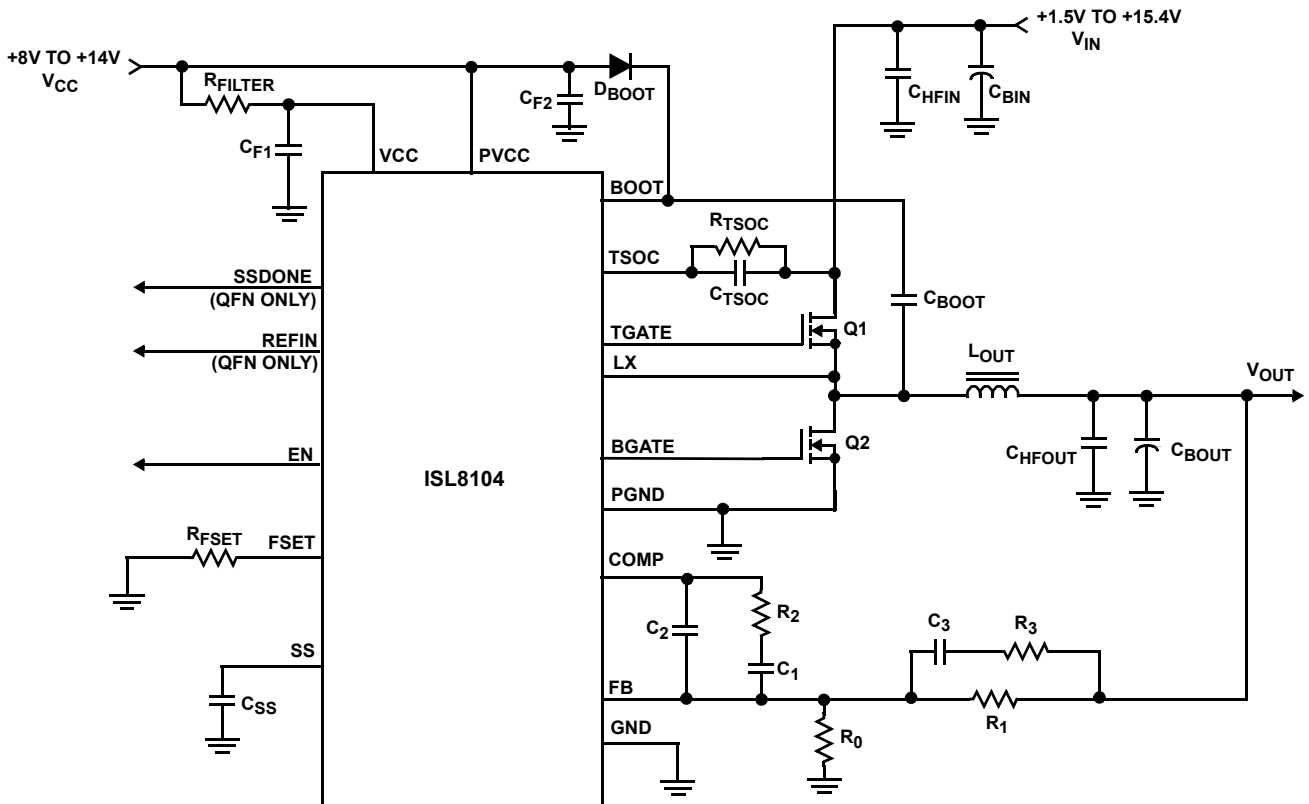 +1.5V TO +15.4V
VIN
+8V TO +14V
VCC
RFILTER
CF1
CF2
DBOOT
CHFIN
CBIN
VCC
PVCC
BOOT
RTSOC
TSOC
CTSOC
SSDONE
(QFN ONLY)
CBOOT
REFIN
(QFN ONLY)
TGATE
Q1
LX
LOUT
VOUT
EN
ISL8104
BGATE
Q2
CHFOUT
CBOUT
PGND
RFSET
FSET
COMP
C2
R2
C3
R3
SS
C1
CSS
FB
R1
GND
R0